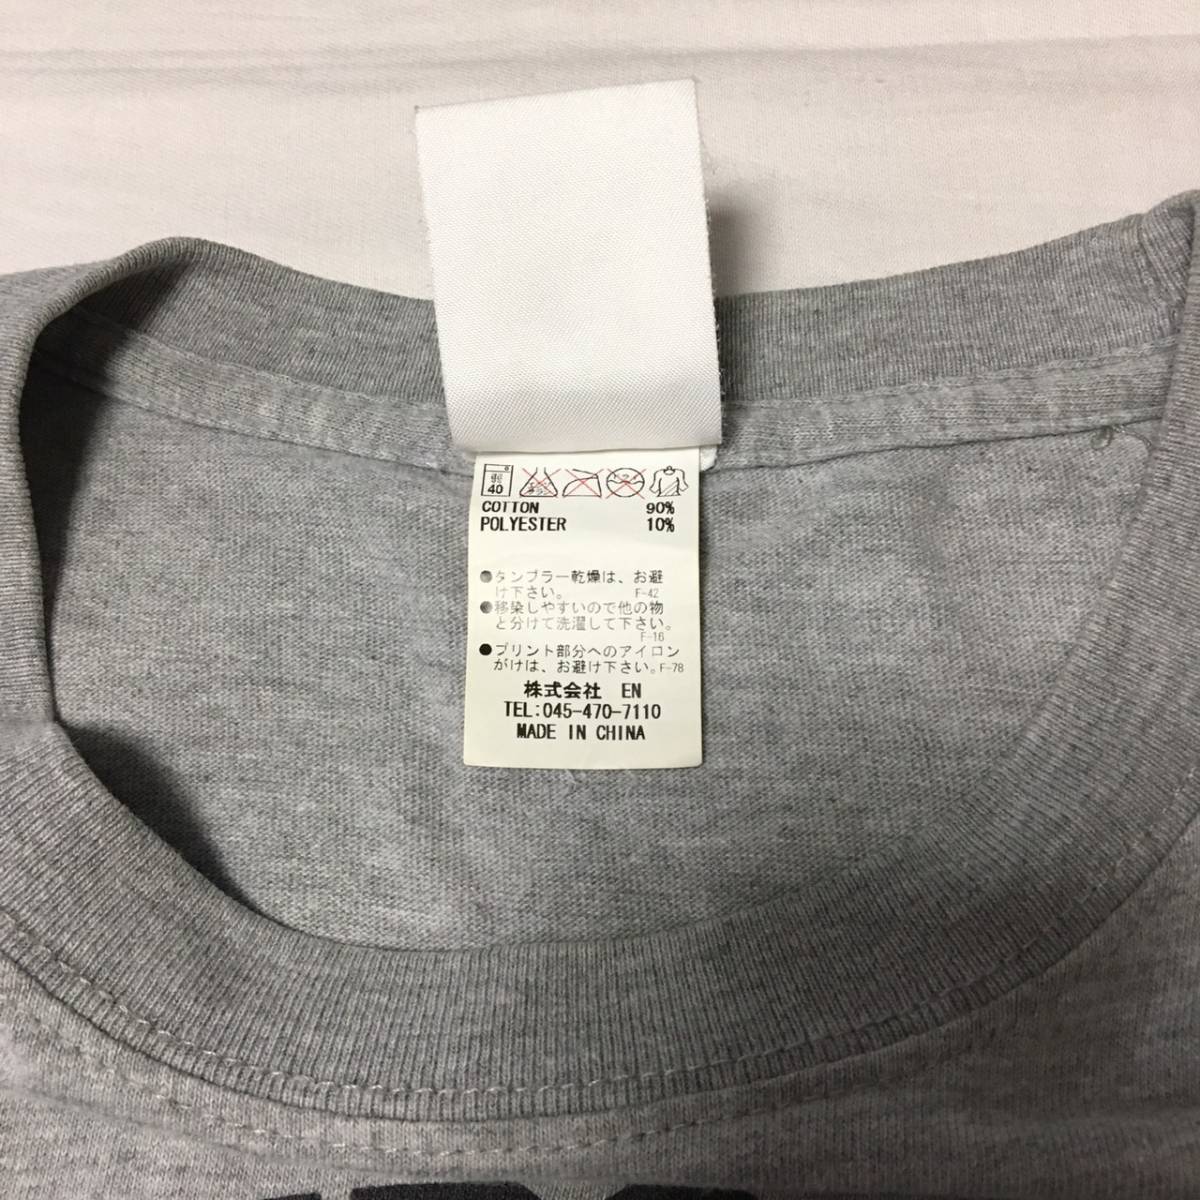 弱
40
COTTON 90%
POLYESTER 10%
●タンブラー乾燥は、お避
け下さい。 F-42
●移染しやすいので他の物
と分けて洗濯して下さい。
F-16
●プリント部分へのアイロン
がけは、お避け下さい。F-78
株式会社 EN
TEL:045-470-7110
MADE IN CHINA